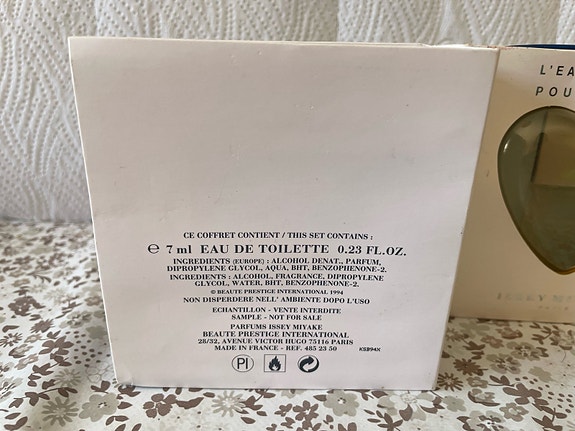 CE COFFRET CONTIENT / THIS SET CONTAINS :
℮ 7 ml EAU DE TOILETTE 0.23 FL.OZ.
INGREDIENTS (EUROPE) : ALCOHOL DENAT., PARFUM,
DIPROPYLENE GLYCOL, AQUA, BHT, BENZOPHENONE-2.
INGREDIENTS : ALCOHOL, FRAGRANCE, DIPROPYLENE
GLYCOL, WATER, BHT, BENZOPHENONE-2.
© BEAUTE PRESTIGE INTERNATIONAL 1994
NON DISPERDERE NELL' AMBIENTE DOPO L'USO
ECHANTILLON - VENTE INTERDITE
SAMPLE - NOT FOR SALE
PARFUMS ISSEY MIYAKE
BEAUTE PRESTIGE INTERNATIONAL
28/32, AVENUE VICTOR HUGO 75116 PARIS
MADE IN FRANCE - REF. 485 23 50
KSB94X
PI
L'EA
POU
ISSEY M